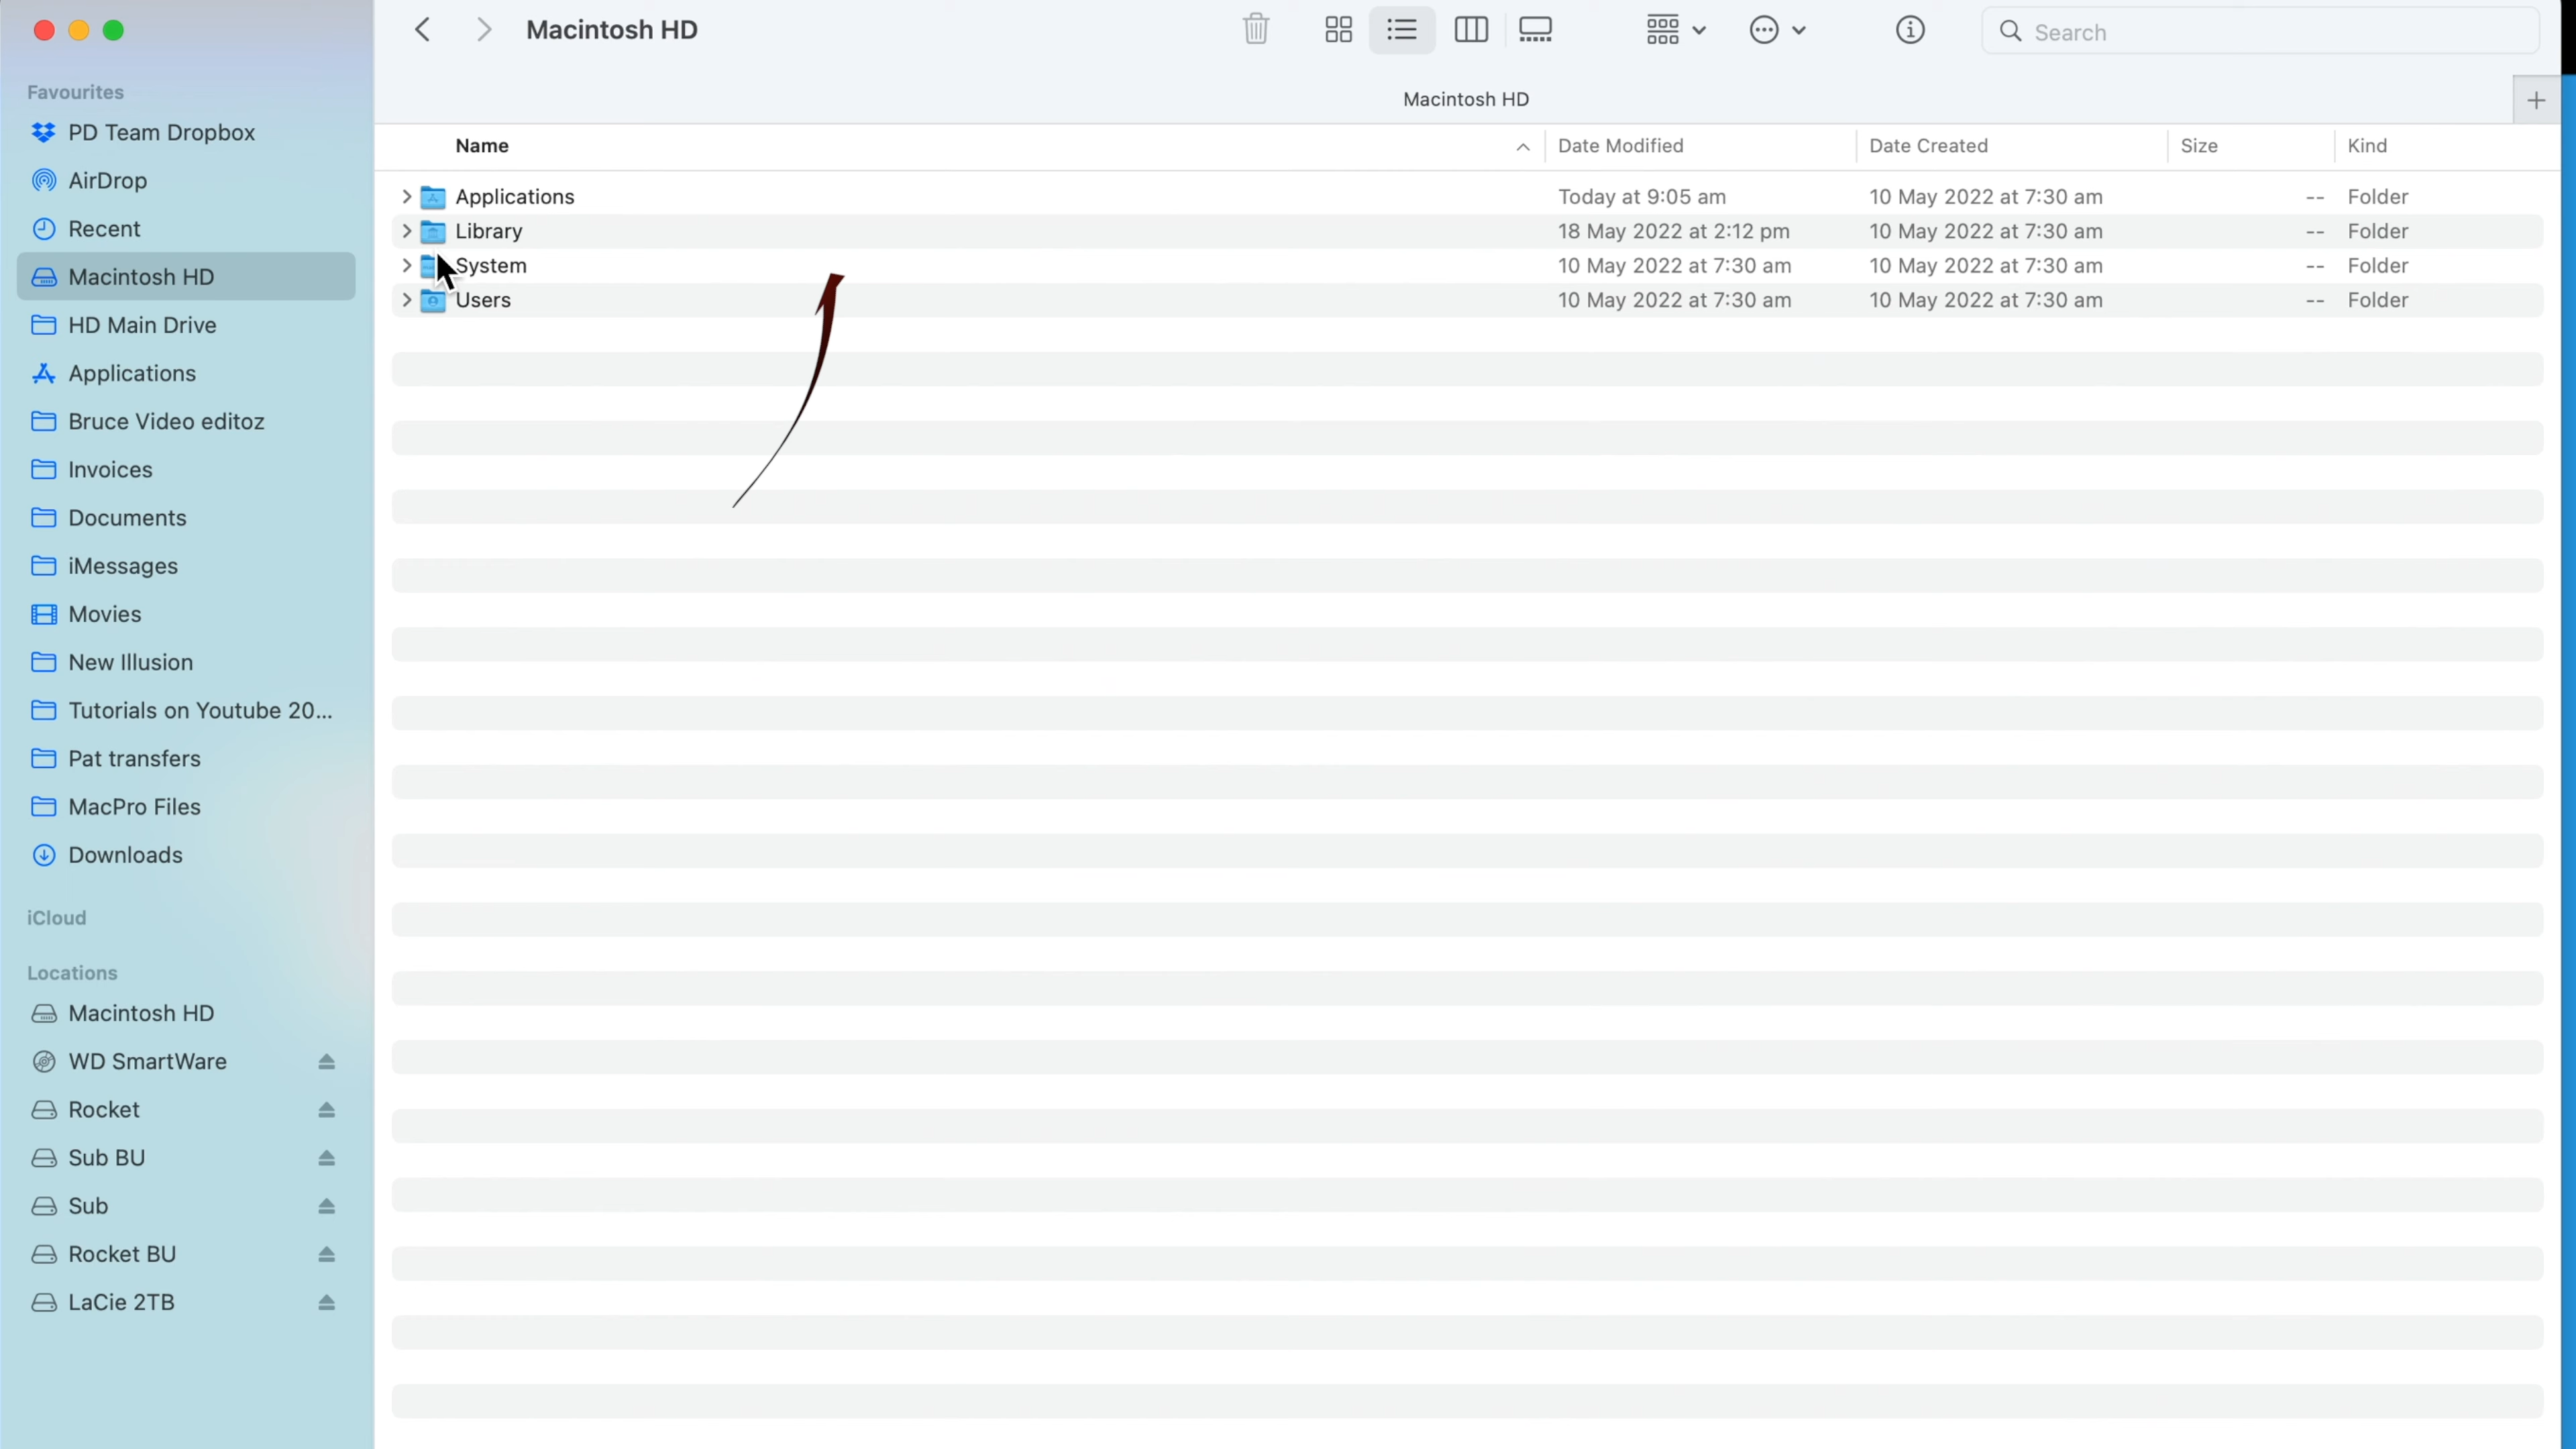 Macintosh HD
Search
Favourites
PD Team Dropbox
AirDrop
Recent
Macintosh HD
HD Main Drive
Applications
Bruce Video editoz
Invoices
Documents
iMessages
Movies
New Illusion
Tutorials on Youtube 20...
Pat transfers
MacPro Files
Downloads
iCloud
Locations
Macintosh HD
WD SmartWare
Rocket
Sub BU
Sub
Rocket BU
LaCie 2TB
Macintosh HD
Name Date Modified Date Created Size Kind
Applications Today at 9:05 am 10 May 2022 at 7:30 am -- Folder
Library 18 May 2022 at 2:12 pm 10 May 2022 at 7:30 am -- Folder
System 10 May 2022 at 7:30 am 10 May 2022 at 7:30 am -- Folder
Users 10 May 2022 at 7:30 am 10 May 2022 at 7:30 am -- Folder